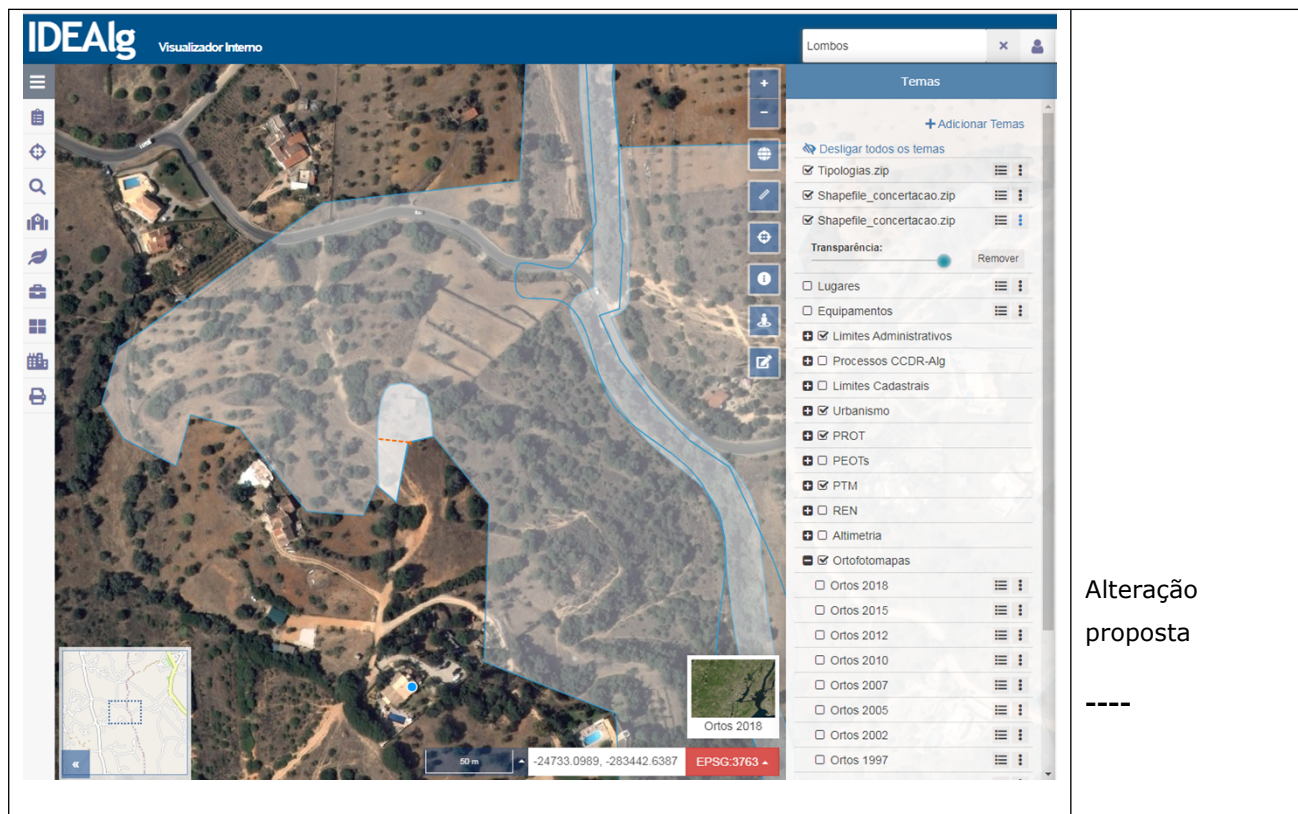 IDEAlg Visualizador Interno
Lombos
Temas
Adicionar Temas
Desligar todos os temas
Tipologias.zip
Shapefile_concertacao.zip
Shapefile_concertacao.zip
Transparência:
Remover
Lugares
Equipamentos
Limites Administrativos
Processos CCDR-Alg
Limites Cadastrais
Urbanismo
PROT
PEOTs
PTM
REN
Altimetria
Ortofotomapas
Ortos 2018
Ortos 2015
Ortos 2012
Ortos 2010
Ortos 2007
Ortos 2005
Ortos 2002
Ortos 1997
Ortos 2018
50 m
-24733.0989, -283442.6387
EPSG:3763
Alteração
proposta
----